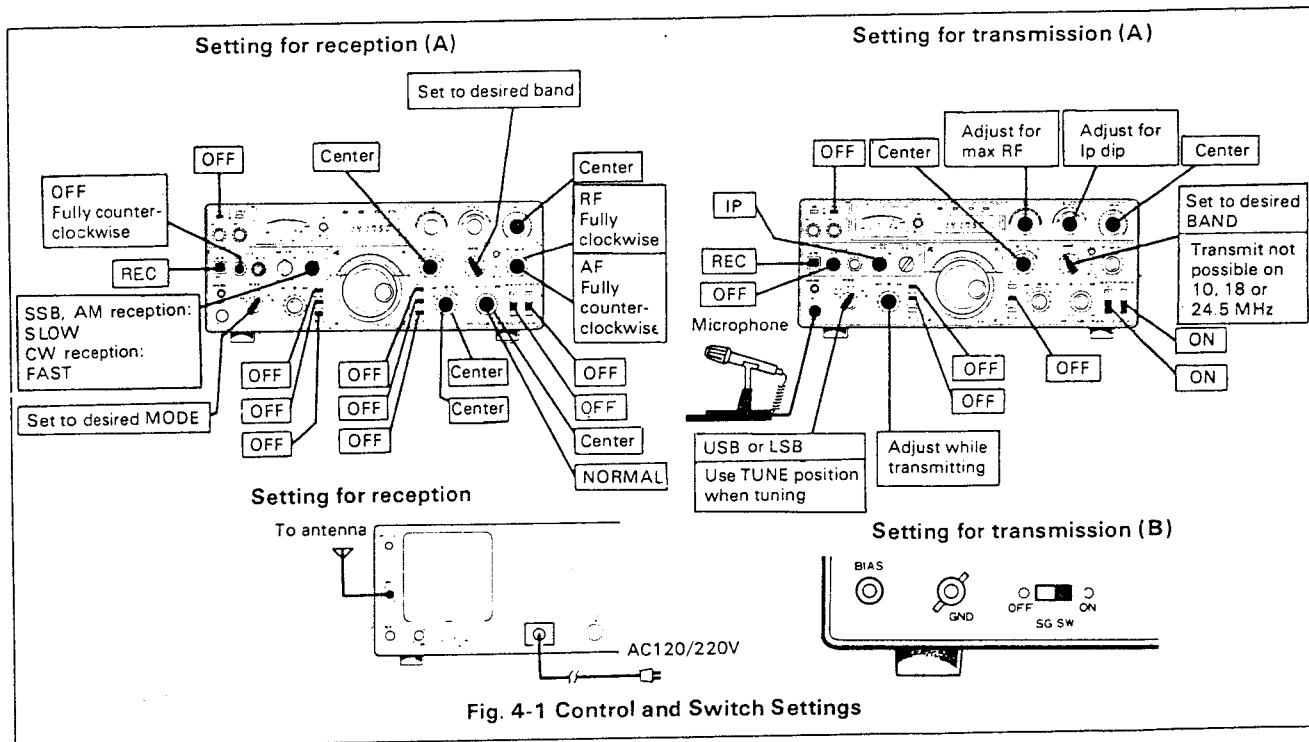 Setting for reception (A)
Set to desired band
OFF
Center
Center
OFF
Fully counter-
clockwise
RF
Fully
clockwise
REC
AF
Fully
counter-
clockwise
SSB, AM reception:
SLOW
CW reception:
FAST
OFF
OFF
Center
OFF
Set to desired MODE
OFF
OFF
Center
OFF
OFF
OFF
Center
NORMAL
Setting for transmission (A)
OFF
Center
Adjust for
max RF
Adjust for
Ip dip
Center
IP
Set to desired
BAND
REC
Transmit not
possible on
10, 18 or
24.5 MHz
OFF
Microphone
OFF
OFF
ON
OFF
ON
USB or LSB
Use TUNE position
when tuning
Adjust while
transmitting
Setting for reception
To antenna
AC120/220V
Setting for transmission (B)
BIAS
GND
OFF
ON
SG SW
Fig. 4-1 Control and Switch Settings